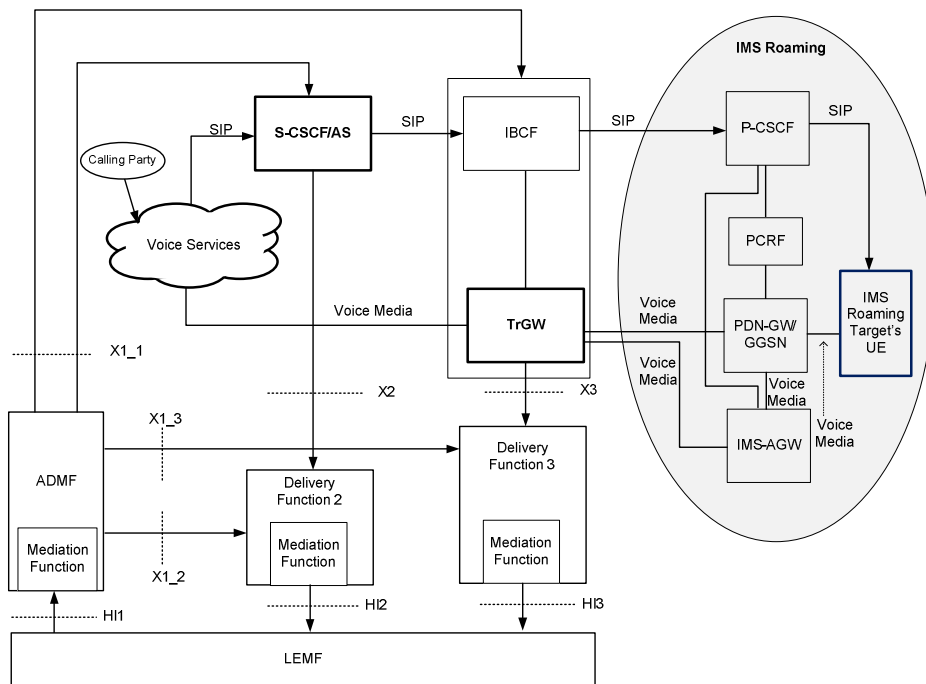 IMS Roaming
S-CSCF/AS
IBCF
P-CSCF
SIP
SIP
SIP
SIP
Calling Party
Voice Services
PCRF
Voice Media
TrGW
Voice
Media
PDN-GW/
GGSN
IMS
Roaming
Target's
UE
X1_1
Voice
Media
X2
X3
Voice
Media
Voice
Media
X1_3
IMS-AGW
ADMF
Delivery
Function 3
Delivery
Function 2
Mediation
Function
Mediation
Function
Mediation
Function
X1_2
HI1
HI2
HI3
LEMF